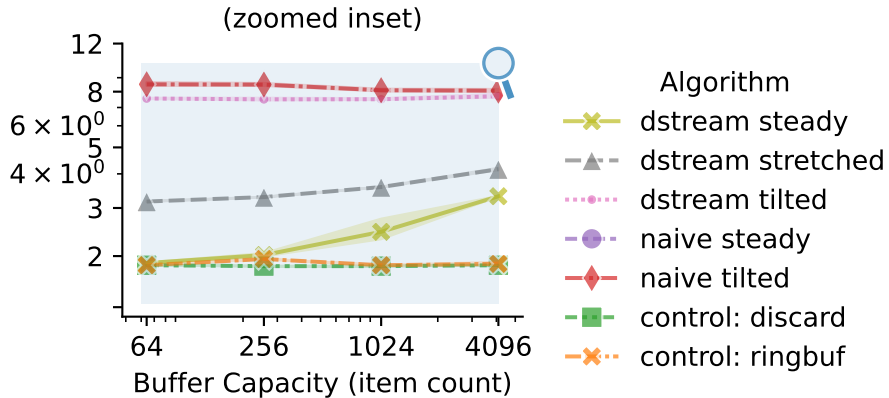 (zoomed inset)
12
8
6 × 10⁰
5
4 × 10⁰
3
2
64 256 1024 4096
Buffer Capacity (item count)
Algorithm
dstream steady
dstream stretched
dstream tilted
naive steady
naive tilted
control: discard
control: ringbuf